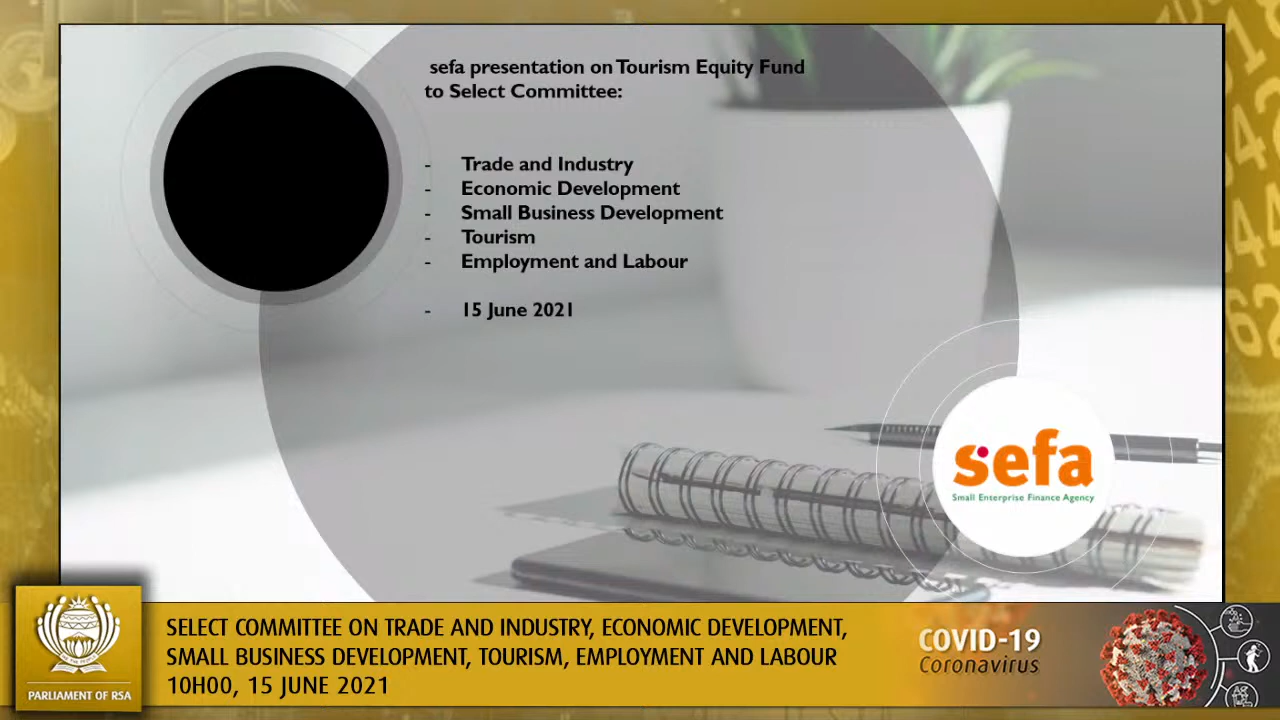 sefa presentation on Tourism Equity Fund
to Select Committee:
- Trade and Industry
- Economic Development
- Small Business Development
- Tourism
- Employment and Labour
- 15 June 2021
sefa
Small Enterprise Finance Agency
SELECT COMMITTEE ON TRADE AND INDUSTRY, ECONOMIC DEVELOPMENT,
SMALL BUSINESS DEVELOPMENT, TOURISM, EMPLOYMENT AND LABOUR
10H00, 15 JUNE 2021
PARLIAMENT OF RSA
COVID-19
Coronavirus